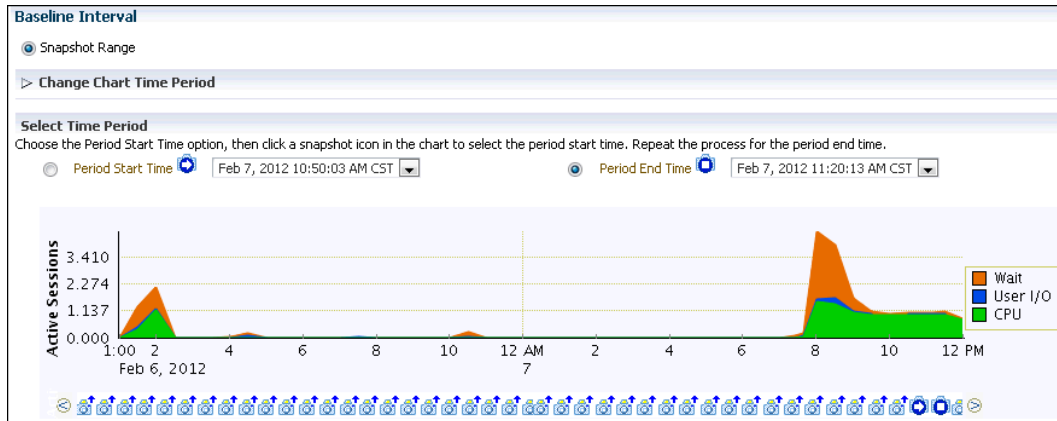 Baseline Interval
Snapshot Range
Change Chart Time Period
Select Time Period
Choose the Period Start Time option, then click a snapshot icon in the chart to select the period start time. Repeat the process for the period end time.
Period Start Time Feb 7, 2012 10:50:03 AM CST Period End Time Feb 7, 2012 11:20:13 AM CST
Active Sessions
3.410
2.274
1.137
0.000
Wait
User I/O
CPU
1:00 2 4 6 8 10 12 AM 2 4 6 8 10 12 PM
Feb 6, 2012 7